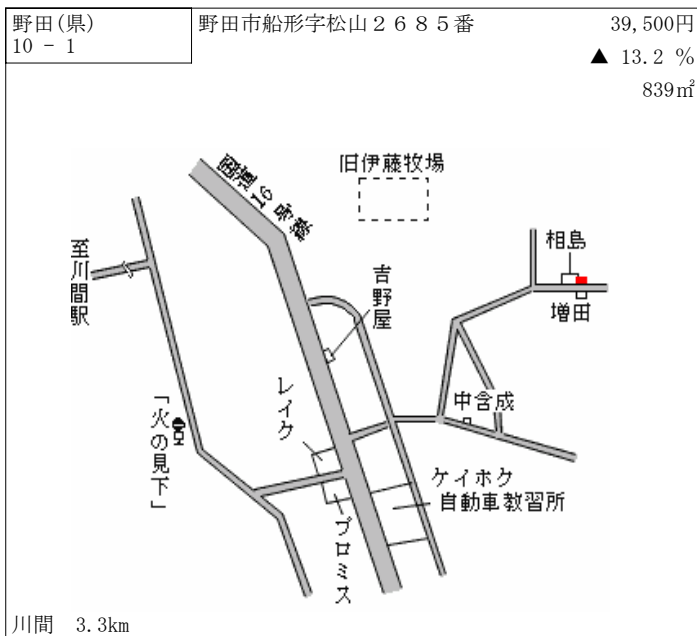 野田(県)
10 - 1
野田市船形字松山２６８５番
39,500円
▲ 13.2 %
839㎡
国道16号線
旧伊藤牧場
至川間駅
吉野屋
相島
増田
レイク
中含成
「火の見下」
ケイホク
自動車教習所
プロミス
川間 3.3km